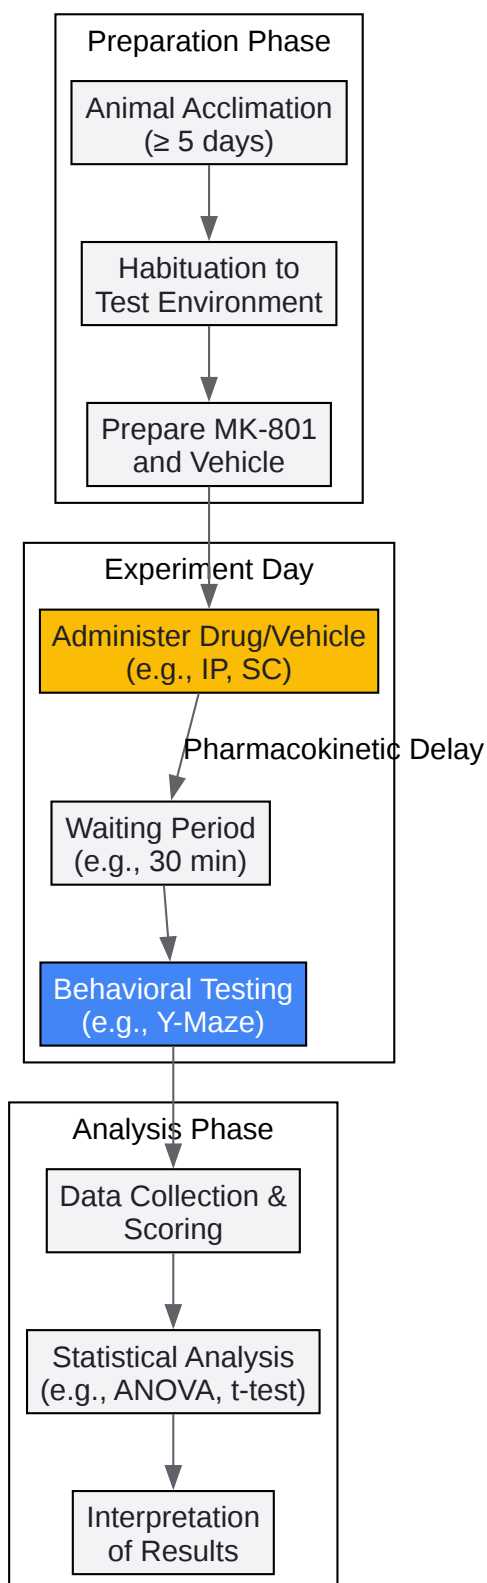 Preparation Phase
Animal Acclimation
(≥ 5 days)
Habituation to
Test Environment
Prepare MK-801
and Vehicle
Experiment Day
Administer Drug/Vehicle
(e.g., IP, SC)
Pharmacokinetic Delay
Waiting Period
(e.g., 30 min)
Behavioral Testing
(e.g., Y-Maze)
Analysis Phase
Data Collection &
Scoring
Statistical Analysis
(e.g., ANOVA, t-test)
Interpretation
of Results